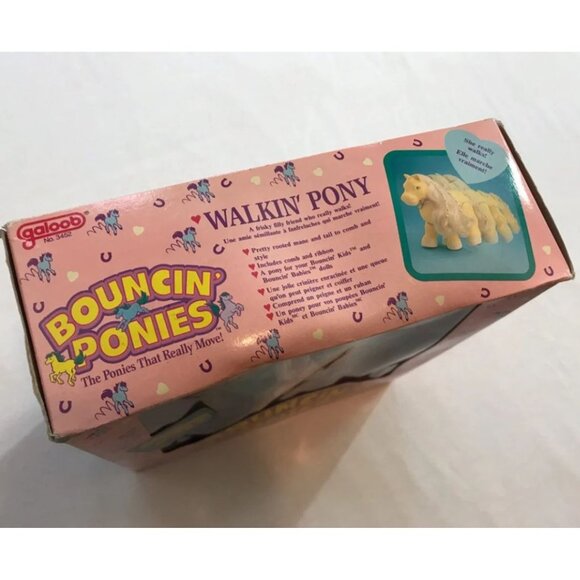 galoob®
No. 3452
BOUNCIN'
PONIES™
The Ponies That Really Move!
WALKIN' PONY
A frisky filly friend who really walks!
Une amie sémillante à fanfreluches qui marche vraiment!
Pretty rooted mane and tail to comb and
style
Includes comb and ribbon
A pony for your Bouncin' Kids™ and
Bouncin' Babies™ dolls
Une jolie crinière enracinée et une queue
qu'on peut peigner et coiffer
Comprend un peigne et un ruban
Un poney pour vos poupées Bouncin'
Kids™ et Bouncin' Babies™
She really
walks!
Elle marche
vraiment!